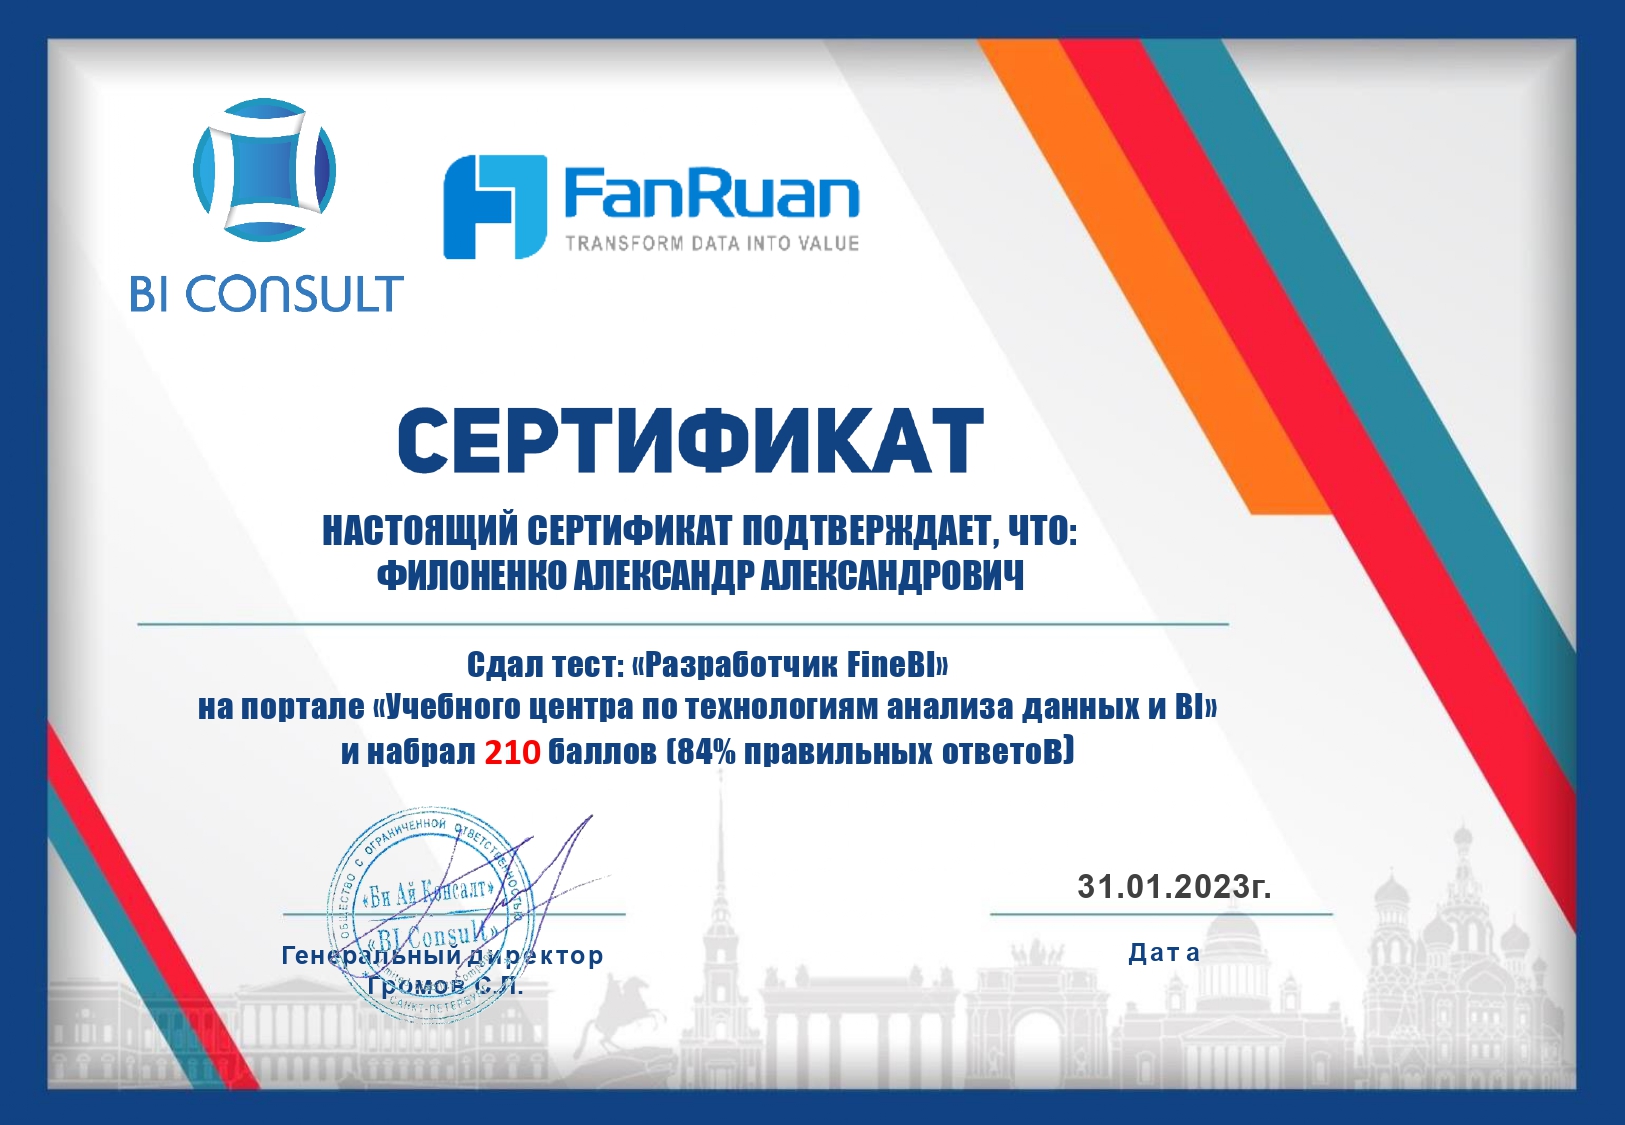 BI CONSULT
FanRuan
TRANSFORM DATA INTO VALUE
СЕРТИФИКАТ
НАСТОЯЩИЙ СЕРТИФИКАТ ПОДТВЕРЖДАЕТ, ЧТО:
ФИЛОНЕНКО АЛЕКСАНДР АЛЕКСАНДРОВИЧ
Сдал тест: «Разработчик FineBI»
на портале «Учебного центра по технологиям анализа данных и BI»
и набрал 210 баллов (84% правильных ответов)
ОБЩЕСТВО С ОГРАНИЧЕННОЙ ОТВЕТСТВЕННОСТЬЮ
«Би Ай Консалт»
«BI Consult»
САНКТ-ПЕТЕРБУРГ
Генеральный директор
Громов С.Л.
31.01.2023г.
Дата